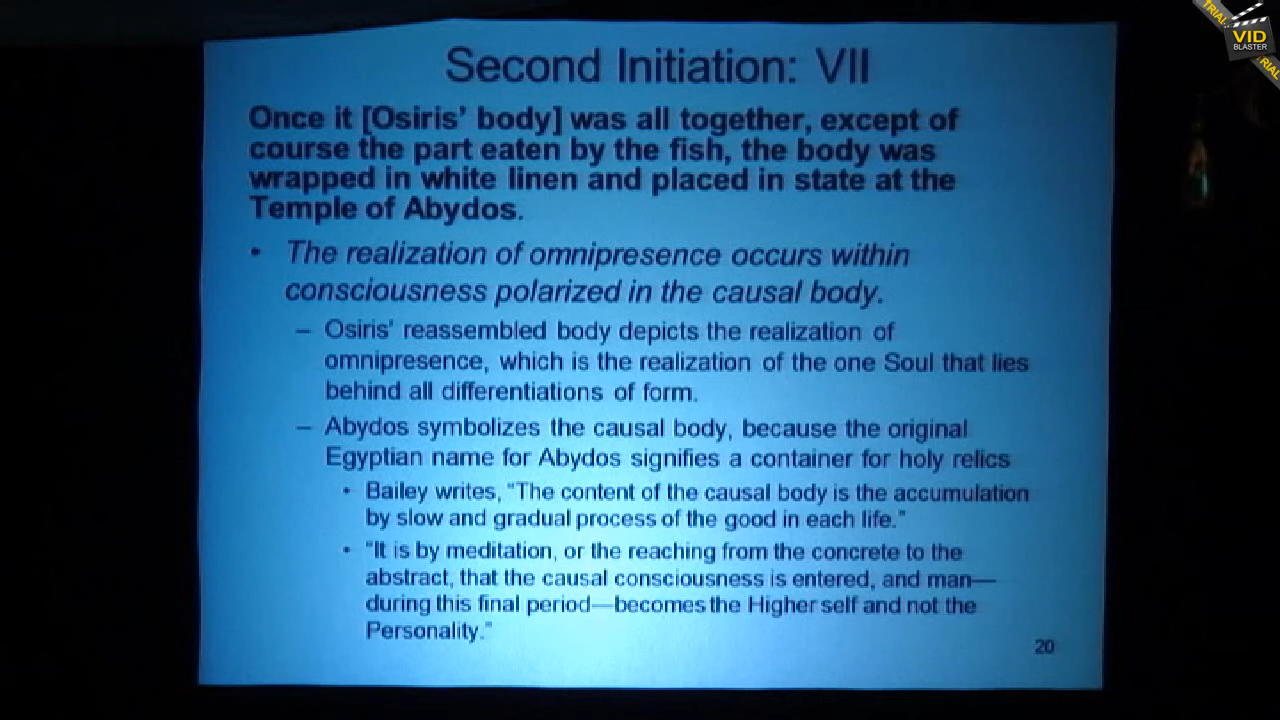 Second Initiation: VII
Once it [Osiris’ body] was all together, except of
course the part eaten by the fish, the body was
wrapped in white linen and placed in state at the
Temple of Abydos.
• The realization of omnipresence occurs within
consciousness polarized in the causal body.
– Osiris’ reassembled body depicts the realization of
omnipresence, which is the realization of the one Soul that lies
behind all differentiations of form.
– Abydos symbolizes the causal body, because the original
Egyptian name for Abydos signifies a container for holy relics
• Bailey writes, “The content of the causal body is the accumulation
by slow and gradual process of the good in each life.”
• “It is by meditation, or the reaching from the concrete to the
abstract, that the causal consciousness is entered, and man—
during this final period—becomes the Higher self and not the
Personality.”
20
TRIAL
VID
BLASTER
TRIAL